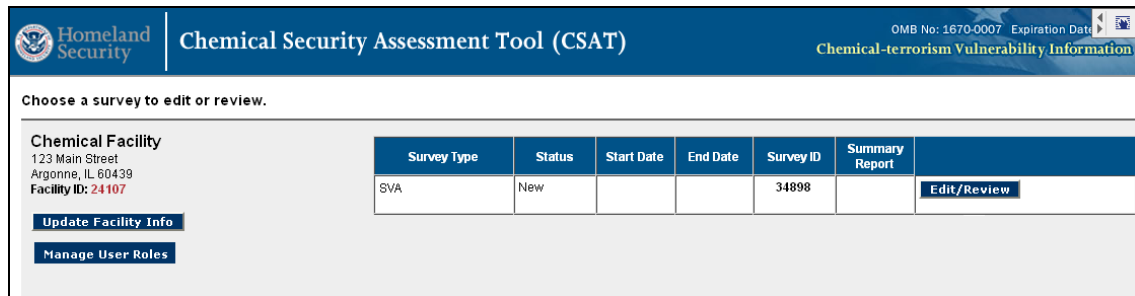 Homeland
Security
Chemical Security Assessment Tool (CSAT)
OMB No: 1670-0007 Expiration Date
Chemical-terrorism Vulnerability Information
Choose a survey to edit or review.
Chemical Facility
123 Main Street
Argonne, IL 60439
Facility ID: 24107
Update Facility Info
Manage User Roles
Survey Type Status Start Date End Date Survey ID Summary Report
SVA New 34898 Edit/Review